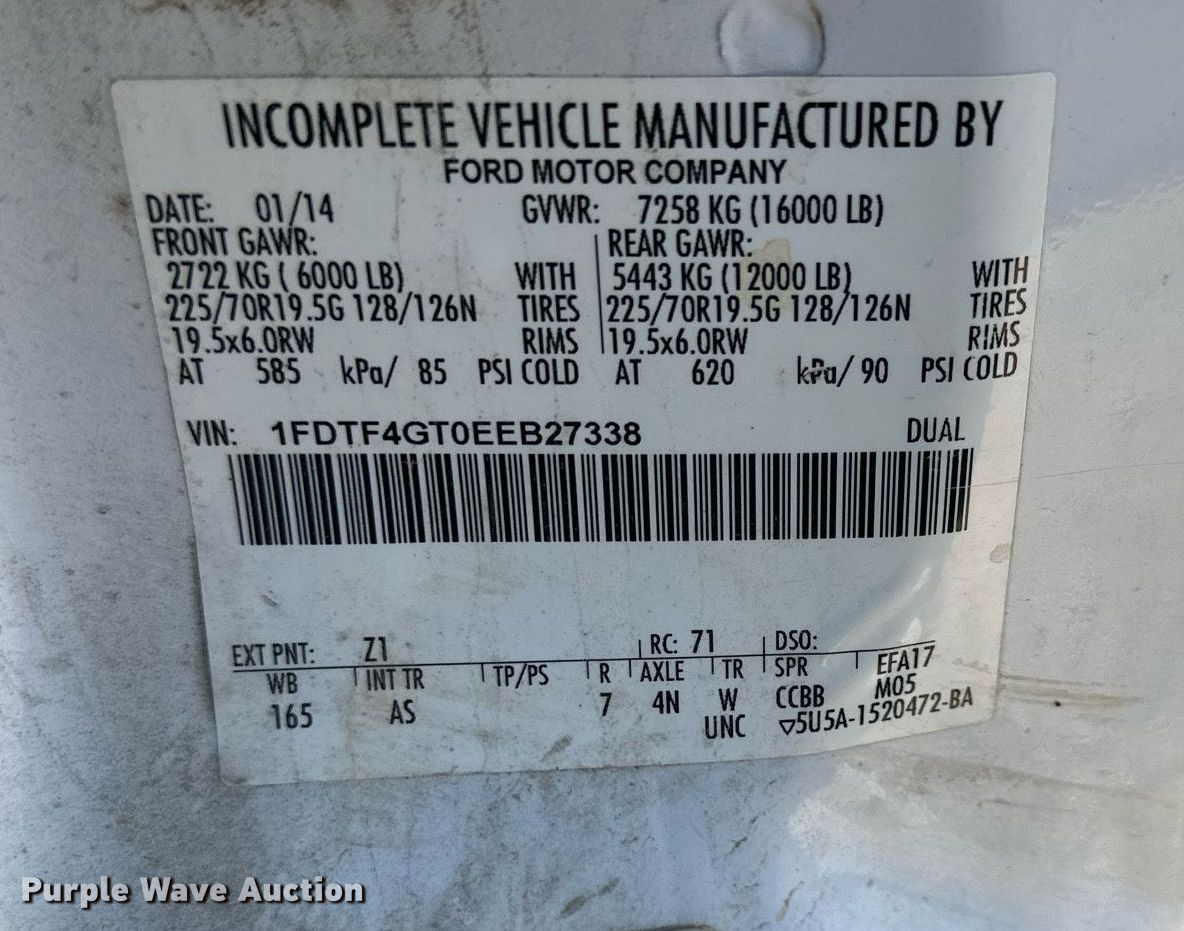 INCOMPLETE VEHICLE MANUFACTURED BY
FORD MOTOR COMPANY
DATE: 01/14 GVWR: 7258 KG (16000 LB)
FRONT GAWR: REAR GAWR:
2722 KG ( 6000 LB) WITH 5443 KG (12000 LB) WITH
225/70R19.5G 128/126N TIRES 225/70R19.5G 128/126N TIRES
19.5x6.0RW RIMS 19.5x6.0RW RIMS
AT 585 kPa/ 85 PSI COLD AT 620 kPa/ 90 PSI COLD
VIN: 1FDTF4GT0EEB27338 DUAL
EXT PNT: Z1 RC: 71 DSO:
WB INT TR TP/PS R AXLE TR SPR EFA17
165 AS 7 4N W CCBB M05
UNC ▽5U5A-1520472-BA
Purple Wave Auction